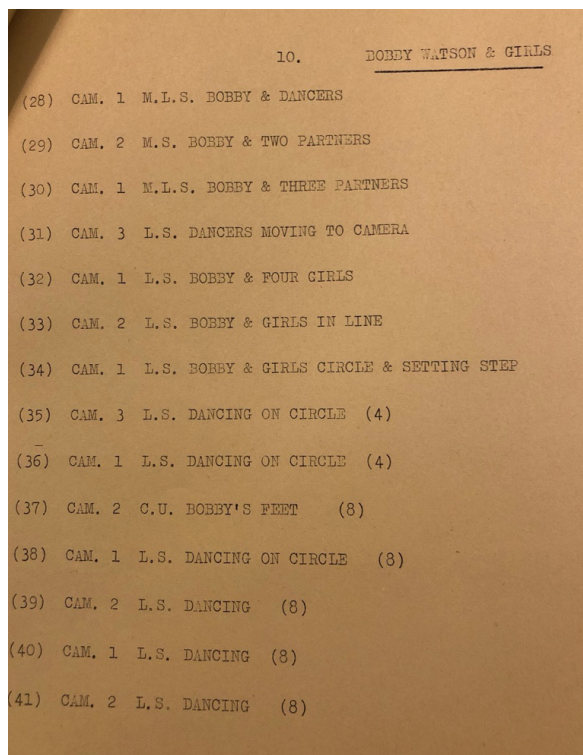 10. BOBBY WATSON & GIRLS
(28) CAM. 1 M.L.S. BOBBY & DANCERS
(29) CAM. 2 M.S. BOBBY & TWO PARTNERS
(30) CAM. 1 M.L.S. BOBBY & THREE PARTNERS
(31) CAM. 3 L.S. DANCERS MOVING TO CAMERA
(32) CAM. 1 L.S. BOBBY & FOUR GIRLS
(33) CAM. 2 L.S. BOBBY & GIRLS IN LINE
(34) CAM. 1 L.S. BOBBY & GIRLS CIRCLE & SETTING STEP
(35) CAM. 3 L.S. DANCING ON CIRCLE (4)
(36) CAM. 1 L.S. DANCING ON CIRCLE (4)
(37) CAM. 2 C.U. BOBBY'S FEET (8)
(38) CAM. 1 L.S. DANCING ON CIRCLE (8)
(39) CAM. 2 L.S. DANCING (8)
(40) CAM. 1 L.S. DANCING (8)
(41) CAM. 2 L.S. DANCING (8)